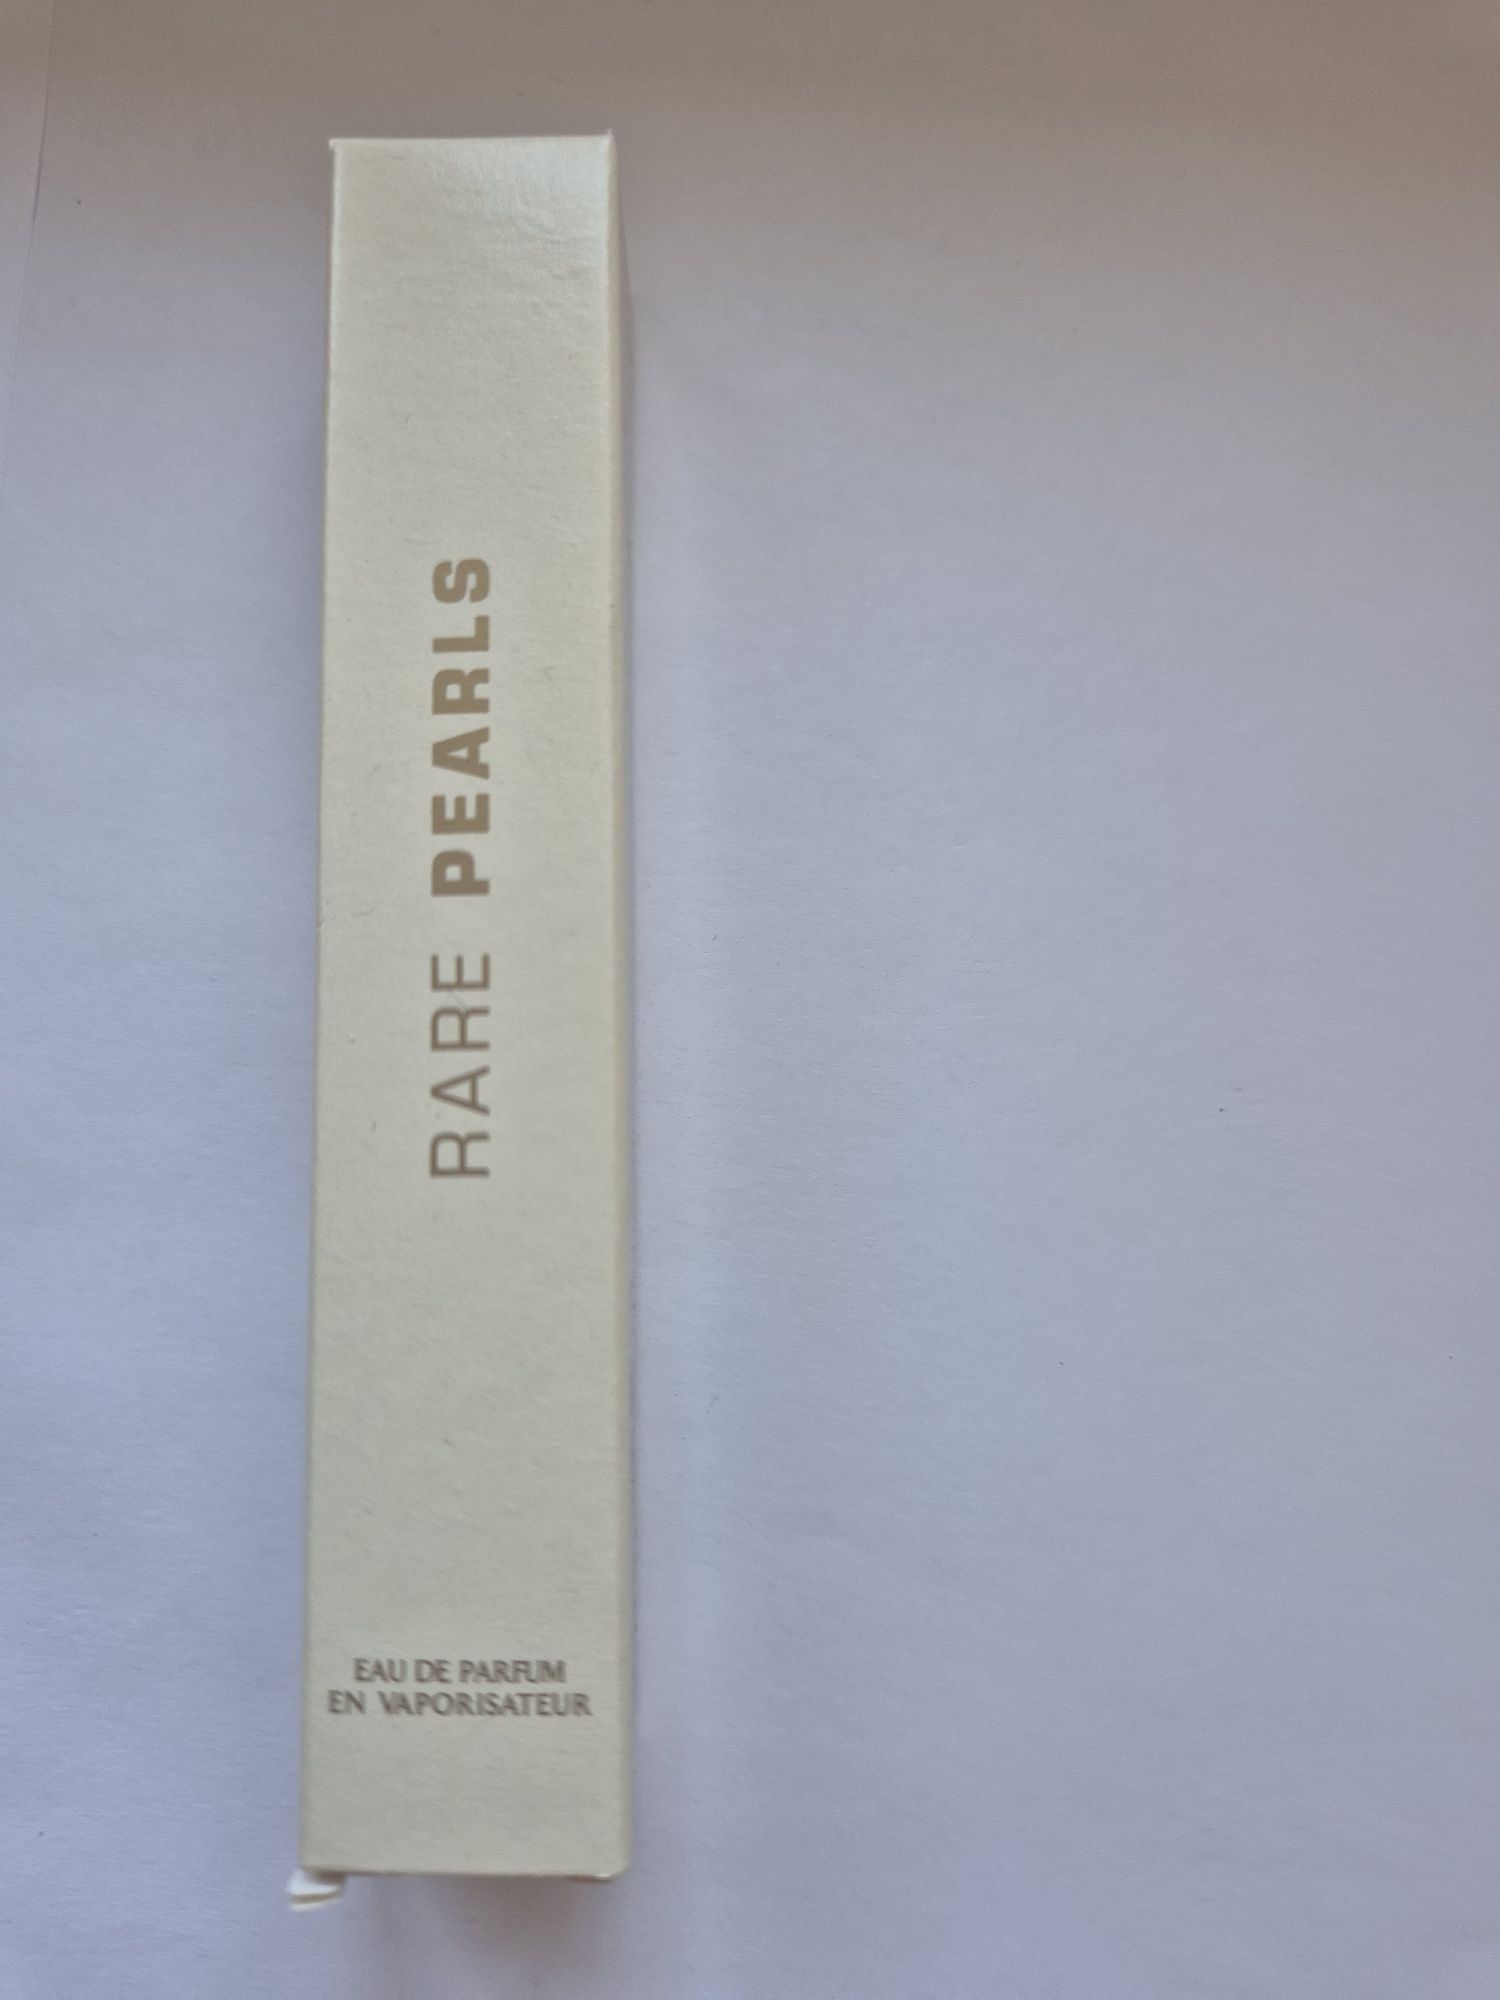 RARE PEARLS
EAU DE PARFUM
EN VAPORISATEUR